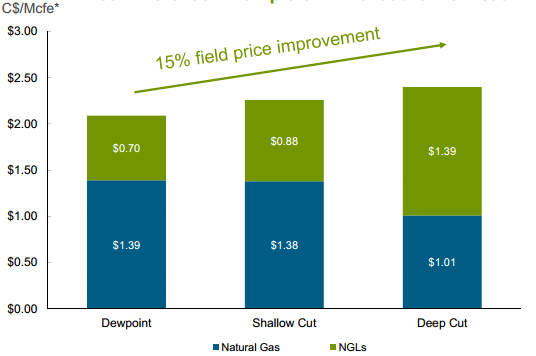 C$/Mcfe*
$3.00
15% field price improvement
$2.50
$2.00
$0.70
$0.88
$1.39
$1.50
$1.00
$1.39
$1.38
$1.01
$0.50
$0.00
Dewpoint
Shallow Cut
Deep Cut
Natural Gas
NGLs